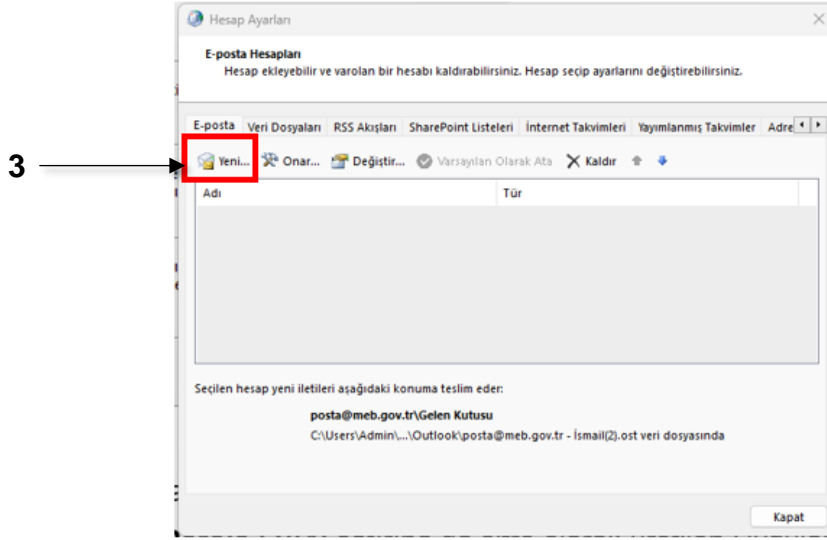 Hesap Ayarları
E-posta Hesapları
Hesap ekleyebilir ve varolan bir hesabı kaldırabilirsiniz. Hesap seçip ayarlarını değiştirebilirsiniz.
E-posta Veri Dosyaları RSS Akışları SharePoint Listeleri İnternet Takvimleri Yayımlanmış Takvimler Adre
3 Yeni... Onar... Değiştir... Varsayılan Olarak Ata Kaldır
Adı Tür
Seçilen hesap yeni iletileri aşağıdaki konuma teslim eder:
posta@meb.gov.tr\Gelen Kutusu
C:\Users\Admin\...\Outlook\posta@meb.gov.tr - İsmail(2).ost veri dosyasında
Kapat